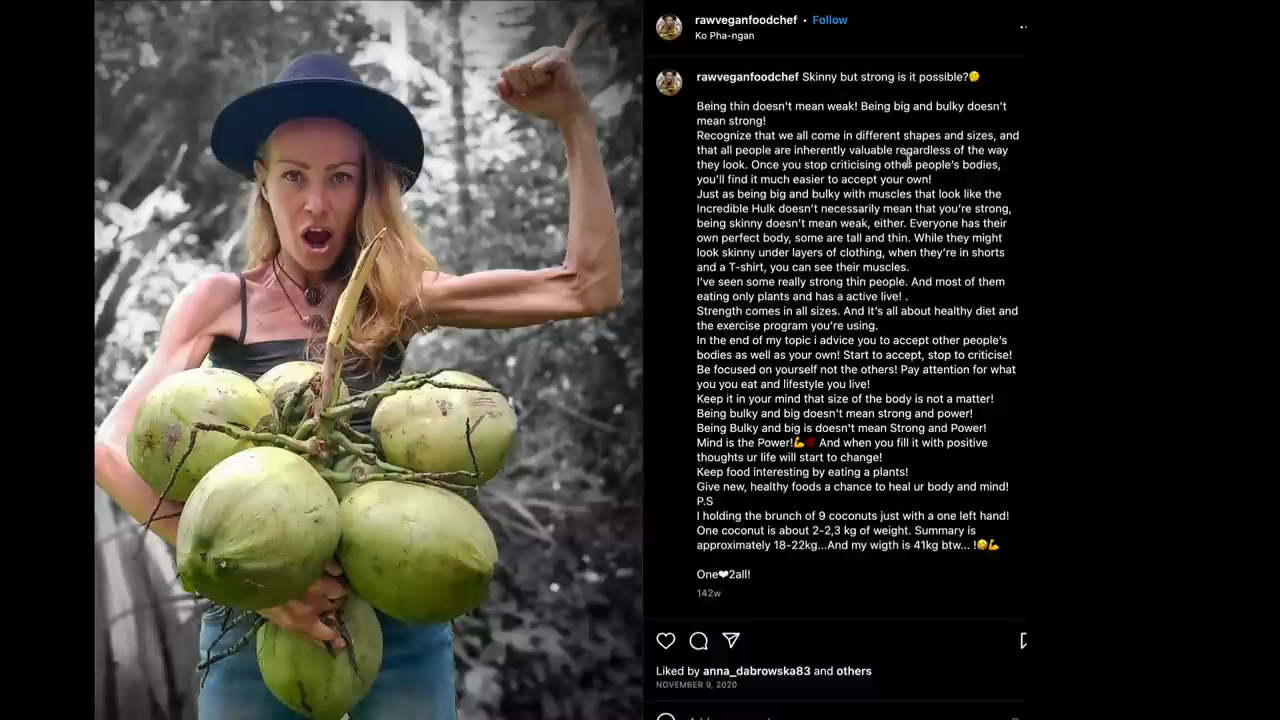 rawveganfoodchef • Follow
Ko Pha-ngan
rawveganfoodchef Skinny but strong is it possible?🤔
Being thin doesn't mean weak! Being big and bulky doesn't
mean strong!
Recognize that we all come in different shapes and sizes, and
that all people are inherently valuable regardless of the way
they look. Once you stop criticising other people's bodies,
you'll find it much easier to accept your own!
Just as being big and bulky with muscles that look like the
Incredible Hulk doesn't necessarily mean that you're strong,
being skinny doesn't mean weak, either. Everyone has their
own perfect body, some are tall and thin. While they might
look skinny under layers of clothing, when they're in shorts
and a T-shirt, you can see their muscles.
I've seen some really strong thin people. And most of them
eating only plants and has a active live! .
Strength comes in all sizes. And It's all about healthy diet and
the exercise program you're using.
In the end of my topic i advice you to accept other people's
bodies as well as your own! Start to accept, stop to criticise!
Be focused on yourself not the others! Pay attention for what
you you eat and lifestyle you live!
Keep it in your mind that size of the body is not a matter!
Being bulky and big doesn't mean strong and power!
Being Bulky and big is doesn't mean Strong and Power!
Mind is the Power!💪 And when you fill it with positive
thoughts ur life will start to change!
Keep food interesting by eating a plants!
Give new, healthy foods a chance to heal ur body and mind!
P.S
I holding the brunch of 9 coconuts just with a one left hand!
One coconut is about 2-2,3 kg of weight. Summary is
approximately 18-22kg...And my wigth is 41kg btw... !🤣💪
One❤2all!
142w
Liked by anna_dabrowska83 and others
NOVEMBER 9, 2020